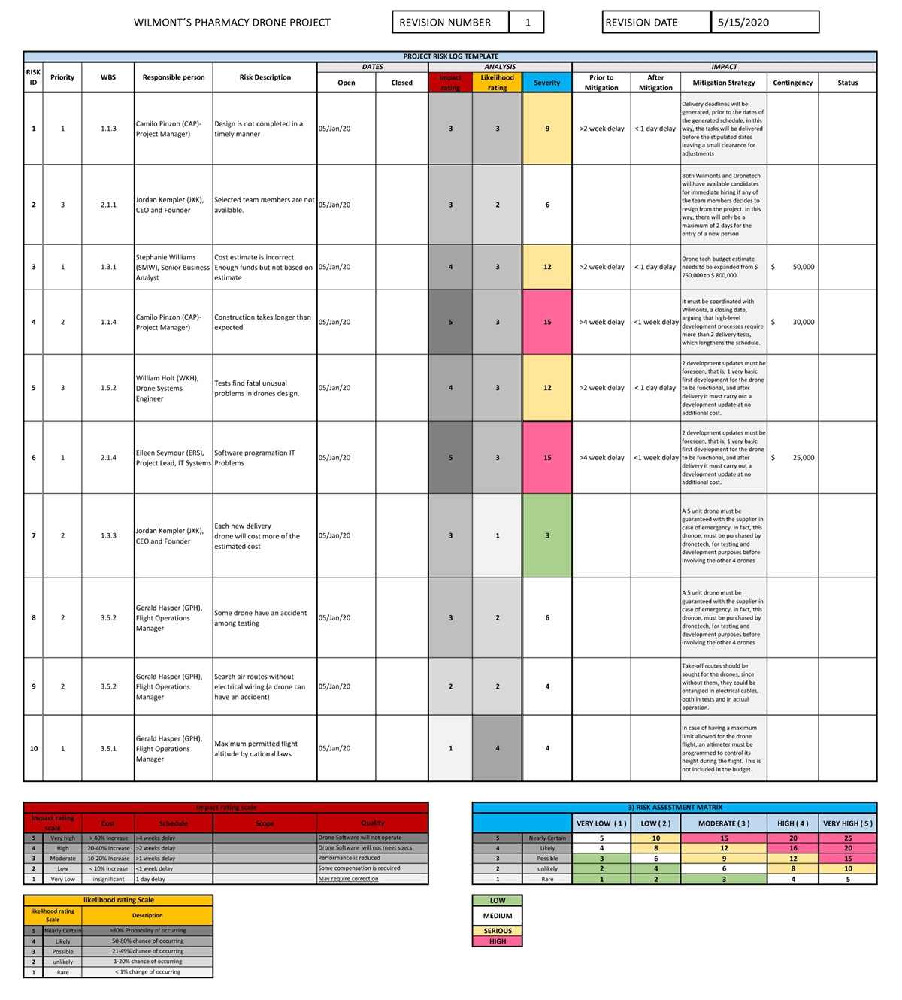 WILMONT´S PHARMACY DRONE PROJECT
REVISION NUMBER 1
REVISION DATE 5/15/2020
PROJECT RISK LOG TEMPLATE
RISK ID Priority WBS Responsible person Risk Description DATES ANALYSIS IMPACT
Open Closed Impact rating Likelihood rating Severity Prior to Mitigation After Mitigation Mitigation Strategy Contingency Status
1 1 1.1.3
Camilo Pinzon (CAP)-
Project Manager)
Design is not completed in a
timely manner
05/Jan/20 3 3 9 >2 week delay < 1 day delay
Delivery deadlines will be
generated, prior to the dates of
the generated schedule, in this
way, the tasks will be delivered
before the stipulated dates
leaving a small clearance for
adjustments
2 3 2.1.1
Jordan Kempler (JXK),
CEO and Founder
Selected team members are not
available.
05/Jan/20 3 2 6
Both Wilmonts and Dronetech
will have available candidates
for immediate hiring if any of
the team members decides to
resign from the project. in this
way, there will only be a
maximum of 2 days for the
entry of a new person
3 1 1.3.1
Stephanie Williams
(SMW), Senior Business
Analyst
Cost estimate is incorrect.
Enough funds but not based on
estimate
05/Jan/20 4 3 12 >2 week delay < 1 day delay
Drone tech budget estimate
needs to be expanded from $
750,000 to $ 800,000
$ 50,000
4 2 1.1.4
Camilo Pinzon (CAP)-
Project Manager)
Construction takes longer than
expected
05/Jan/20 5 3 15 >4 week delay <1 week delay
It must be coordinated with
Wilmonts, a closing date,
arguing that high-level
development processes require
more than 2 delivery tests,
which lengthens the schedule.
$ 30,000
5 3 1.5.2
William Holt (WKH),
Drone Systems
Engineer
Tests find fatal unusual
problems in drones design.
05/Jan/20 4 3 12 >2 week delay < 1 day delay
2 development updates must be
foreseen, that is, 1 very basic
first development for the drone
to be functional, and after
delivery it must carry out a
development update at no
additional cost.
6 1 2.1.4
Eileen Seymour (ERS),
Project Lead, IT Systems
Software programation IT
Problems
05/Jan/20 5 3 15 >4 week delay <1 week delay
2 development updates must be
foreseen, that is, 1 very basic
first development for the drone
to be functional, and after
delivery it must carry out a
development update at no
additional cost.
$ 25,000
7 2 1.3.3
Jordan Kempler (JXK),
CEO and Founder
Each new delivery
drone will cost more of the
estimated cost
05/Jan/20 3 1 3
A 5 unit drone must be
guaranteed with the supplier in
case of emergency, in fact, this
dronoe, must be purchased by
dronetech, for testing and
development purposes before
involving the other 4 drones
8 2 3.5.2
Gerald Hasper (GPH),
Flight Operations
Manager
Some drone have an accident
among testing
05/Jan/20 3 2 6
A 5 unit drone must be
guaranteed with the supplier in
case of emergency, in fact, this
dronoe, must be purchased by
dronetech, for testing and
development purposes before
involving the other 4 drones
9 2 3.5.2
Gerald Hasper (GPH),
Flight Operations
Manager
Search air routes without
electrical wiring (a drone can
have an accident)
05/Jan/20 2 2 4
Take-off routes should be
sought for the drones, since
without them, they could be
entangled in electrical cables,
both in tests and in actual
operation.
10 1 3.5.1
Gerald Hasper (GPH),
Flight Operations
Manager
Maximum permitted flight
altitude by national laws
05/Jan/20 1 4 4
In case of having a maximum
limit allowed for the drone
flight, an altimeter must be
programmed to control its
height during the flight. This is
not included in the budget.
Impact rating scale
Impact rating scale Cost Schedule Scope Quality
5 Very high > 40% Increase >4 weeks delay Drone Software will not operate
4 High 20-40% Increase >2 weeks delay Drone Software will not meet specs
3 Moderate 10-20% Increase >1 weeks delay Performance is reduced
2 Low < 10% increase <1 week delay Some compensation is required
1 Very Low insignificant 1 day delay May require correction
3) RISK ASSESTMENT MATRIX
VERY LOW ( 1 ) LOW ( 2 ) MODERATE ( 3 ) HIGH ( 4 ) VERY HIGH ( 5 )
5 Nearly Certain 5 10 15 20 25
4 Likely 4 8 12 16 20
3 Possible 3 6 9 12 15
2 unlikely 2 4 6 8 10
1 Rare 1 2 3 4 5
likelihood rating Scale
likelihood rating Scale Description
5 Nearly Certain >80% Probability of occurring
4 Likely 50-80% chance of occurring
3 Possible 21-49% chance of occurring
2 unlikely 1-20% chance of occurring
1 Rare < 1% change of occurring
LOW
MEDIUM
SERIOUS
HIGH